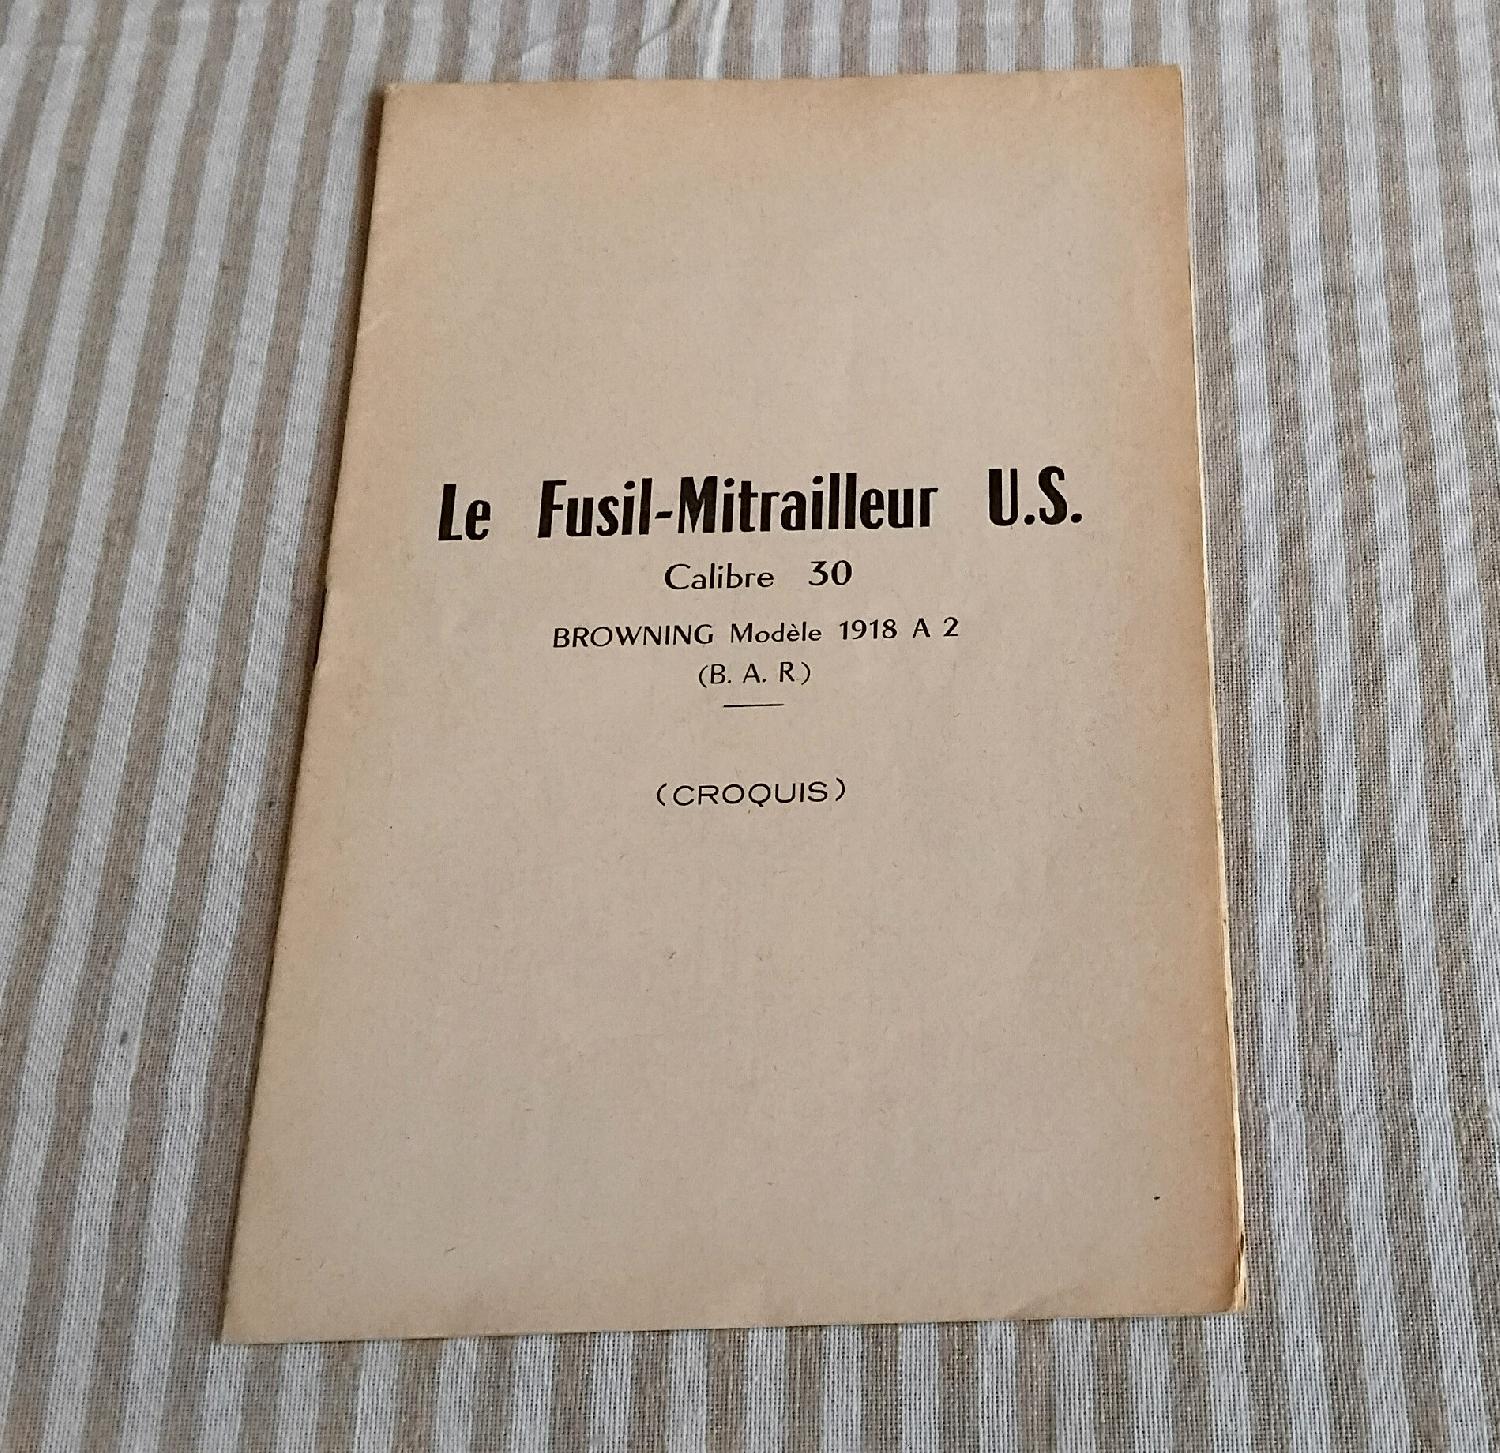 Le Fusil-Mitrailleur U.S.
Calibre 30
BROWNING Modèle 1918 A 2
(B. A. R.)
(CROQUIS)